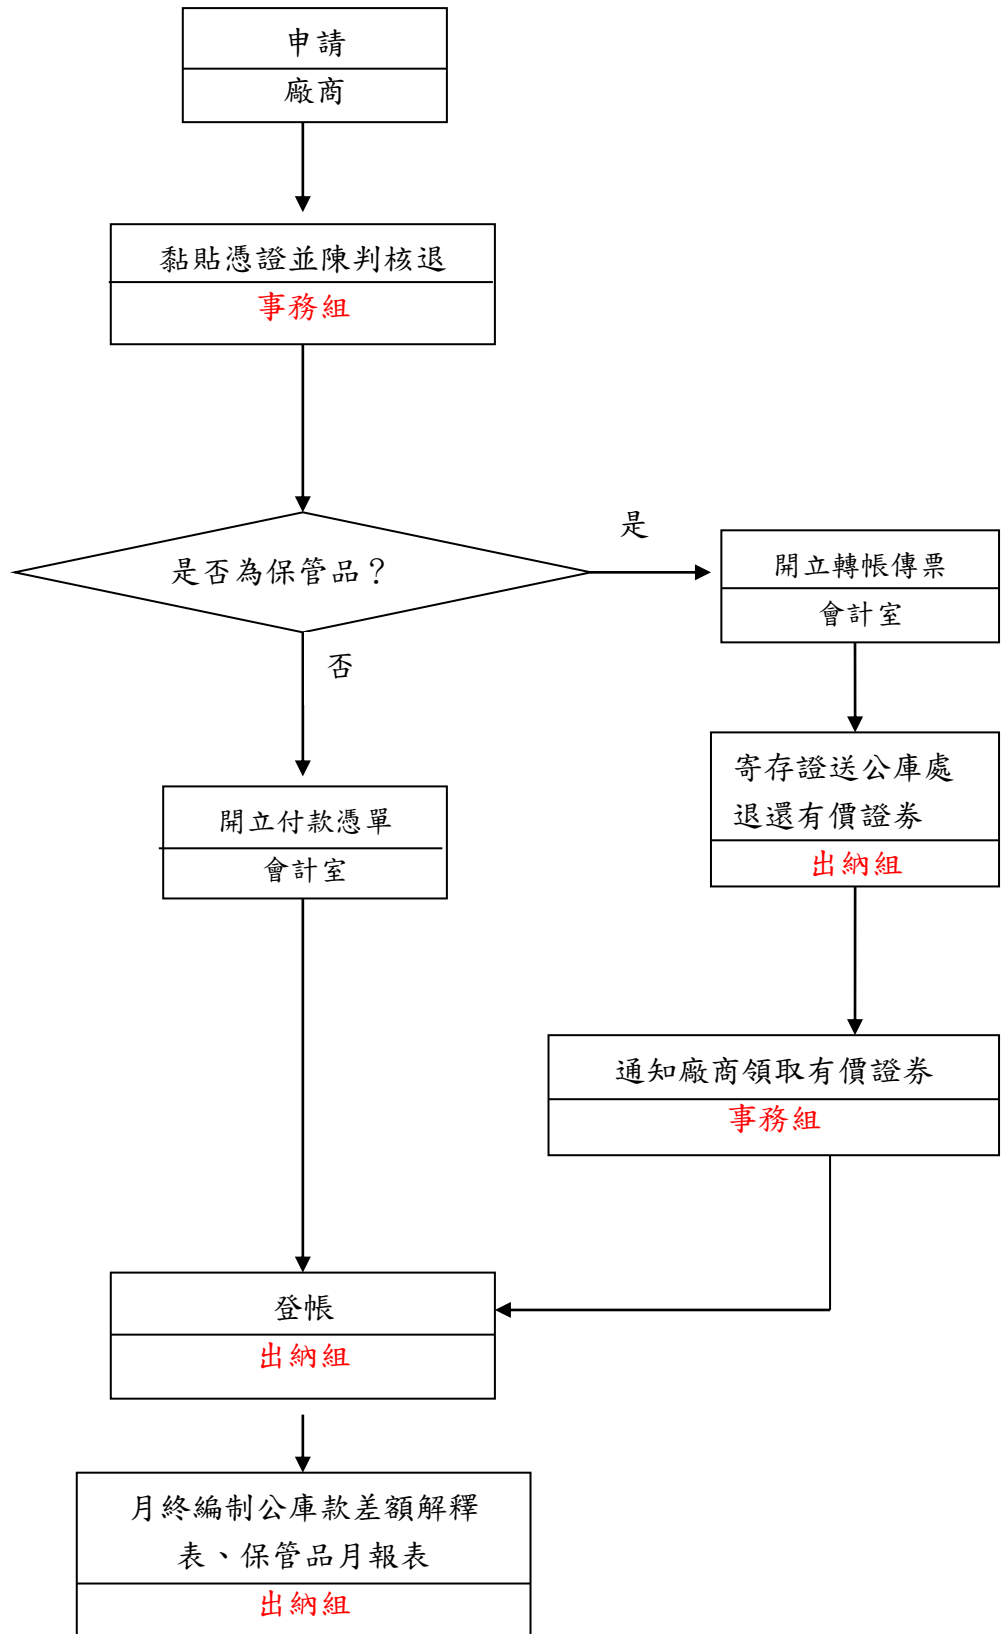 申請
廠商
黏貼憑證並陳判核退
事務組
是否為保管品？
是
開立轉帳傳票
會計室
否
寄存證送公庫處
退還有價證券
出納組
開立付款憑單
會計室
通知廠商領取有價證券
事務組
登帳
出納組
月終編制公庫款差額解釋
表、保管品月報表
出納組